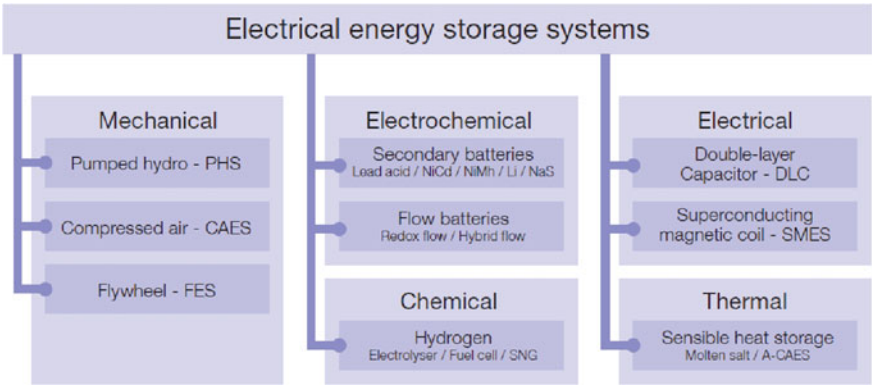 Electrical energy storage systems
Mechanical
Pumped hydro - PHS
Compressed air - CAES
Flywheel - FES
Electrochemical
Secondary batteries
Lead acid / NiCd / NiMh / Li / NaS
Flow batteries
Redox flow / Hybrid flow
Chemical
Hydrogen
Electrolyser / Fuel cell / SNG
Electrical
Double-layer
Capacitor - DLC
Superconducting
magnetic coil - SMES
Thermal
Sensible heat storage
Molten salt / A-CAES